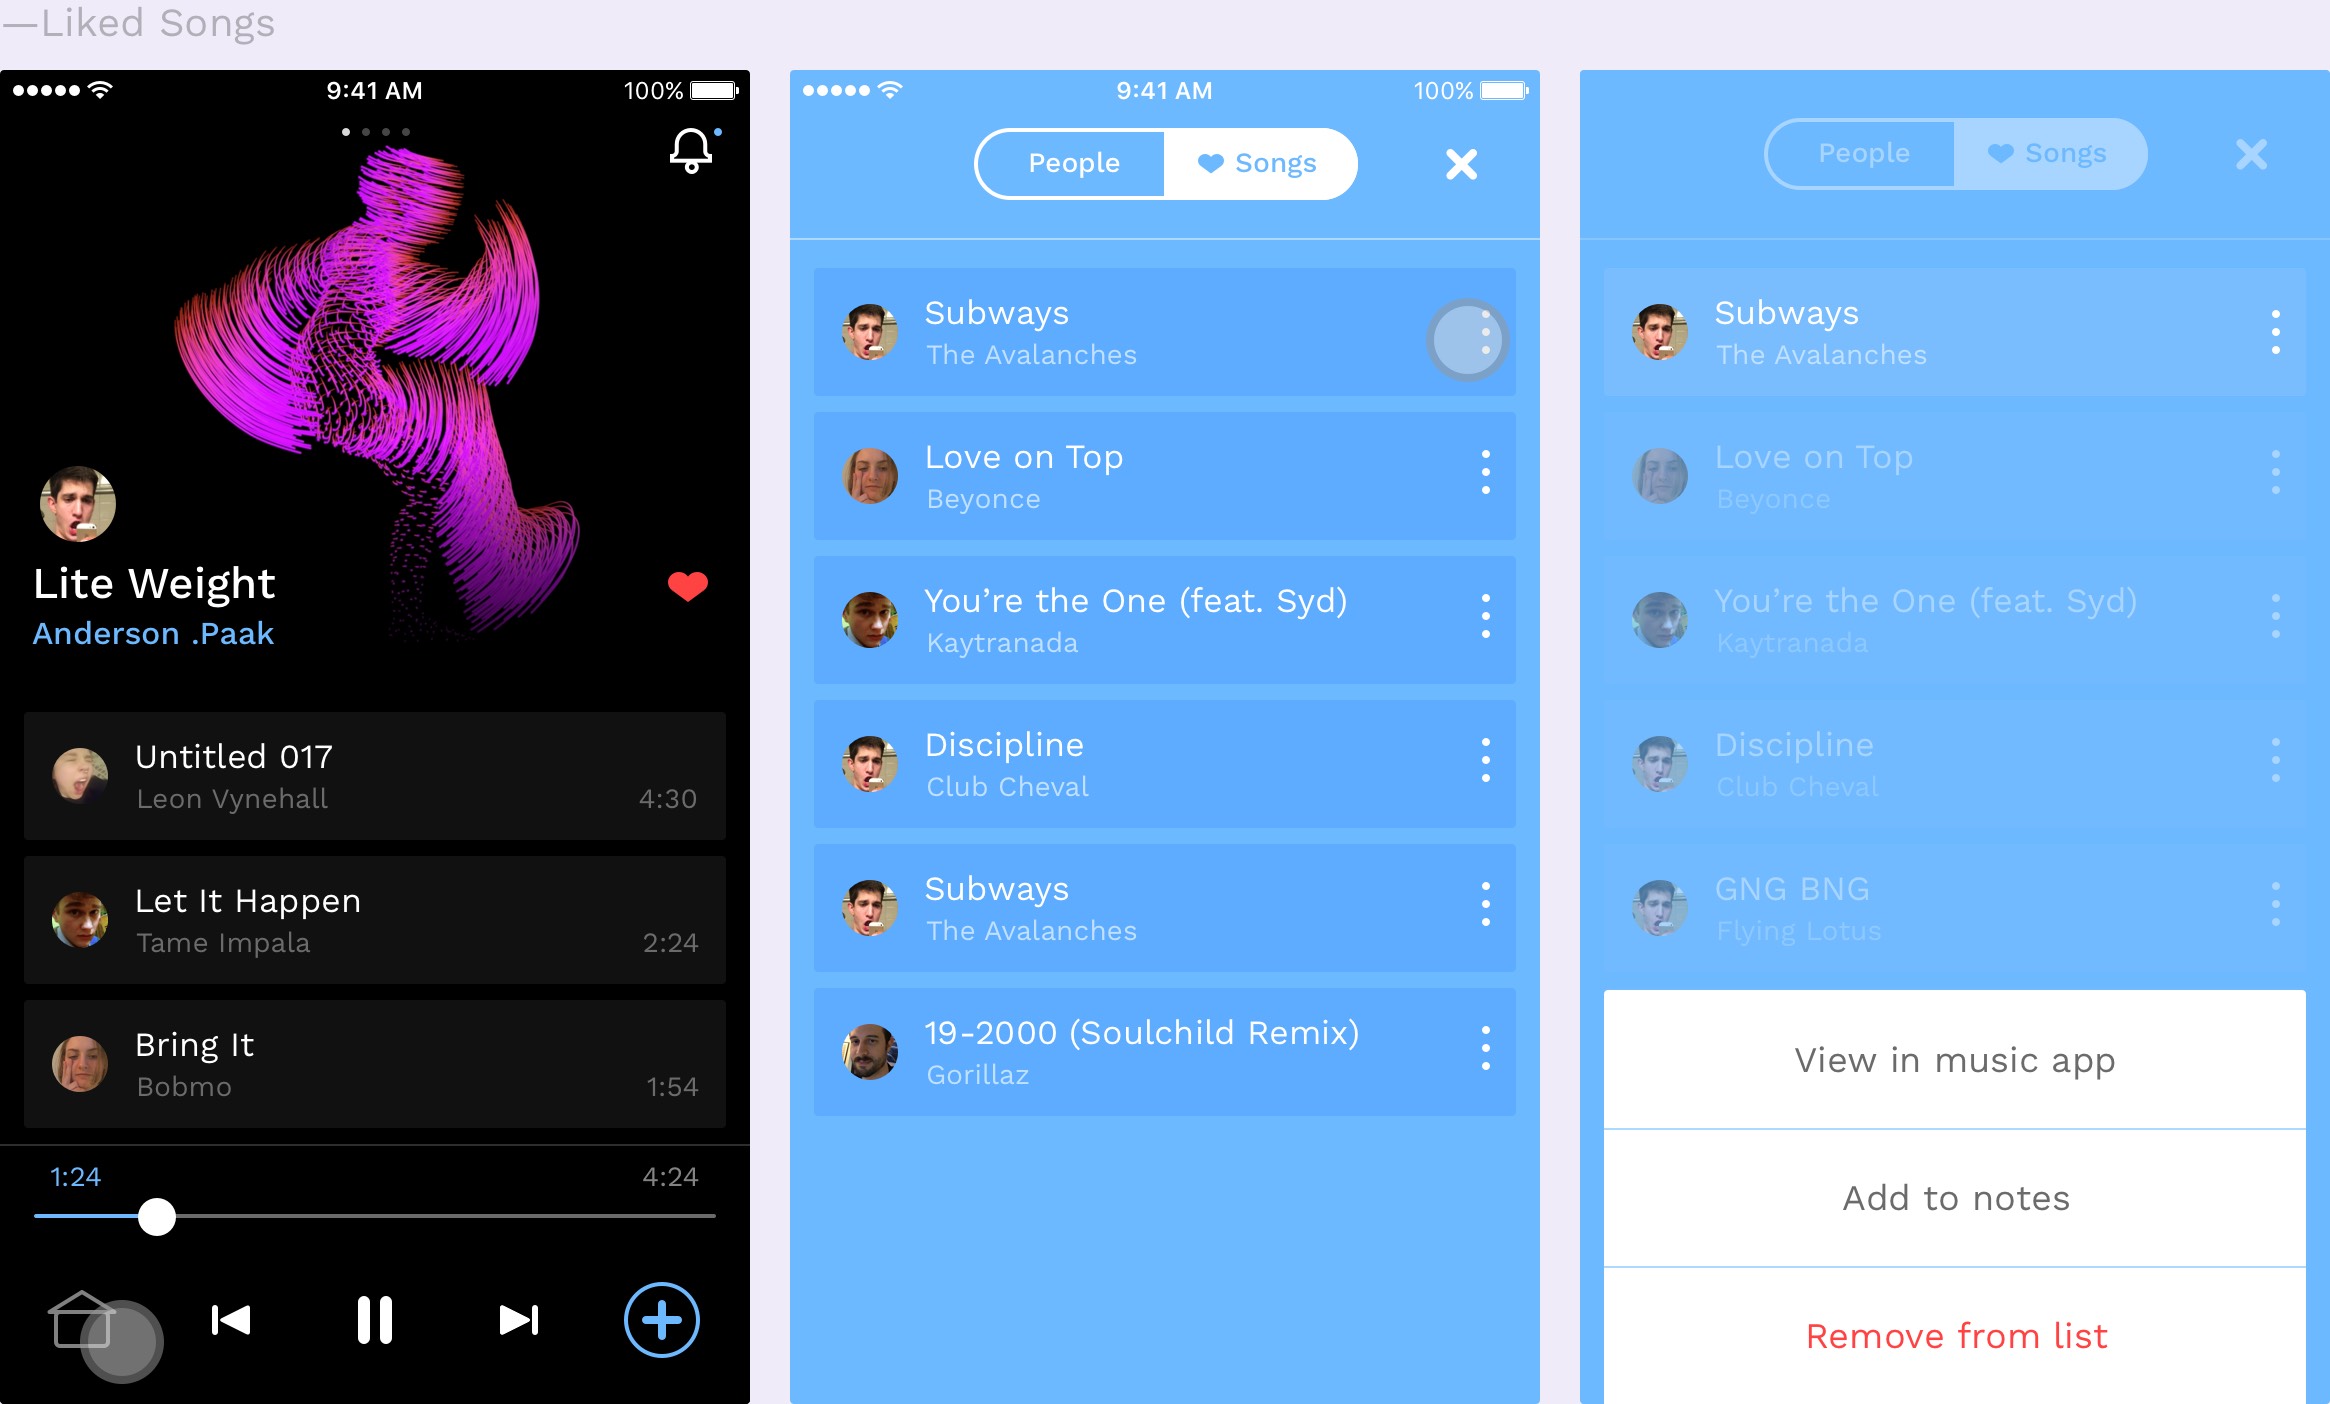 —Liked Songs
9:41 AM
100%
Lite Weight
Anderson .Paak
Untitled 017
Leon Vynehall
4:30
Let It Happen
Tame Impala
2:24
Bring It
Bobmo
1:54
1:24
4:24
9:41 AM
100%
People
Songs
Subways
The Avalanches
Love on Top
Beyonce
You’re the One (feat. Syd)
Kaytranada
Discipline
Club Cheval
Subways
The Avalanches
19-2000 (Soulchild Remix)
Gorillaz
People
Songs
Subways
The Avalanches
Love on Top
Beyonce
You’re the One (feat. Syd)
Kaytranada
Discipline
Club Cheval
GNG BNG
Flying Lotus
View in music app
Add to notes
Remove from list